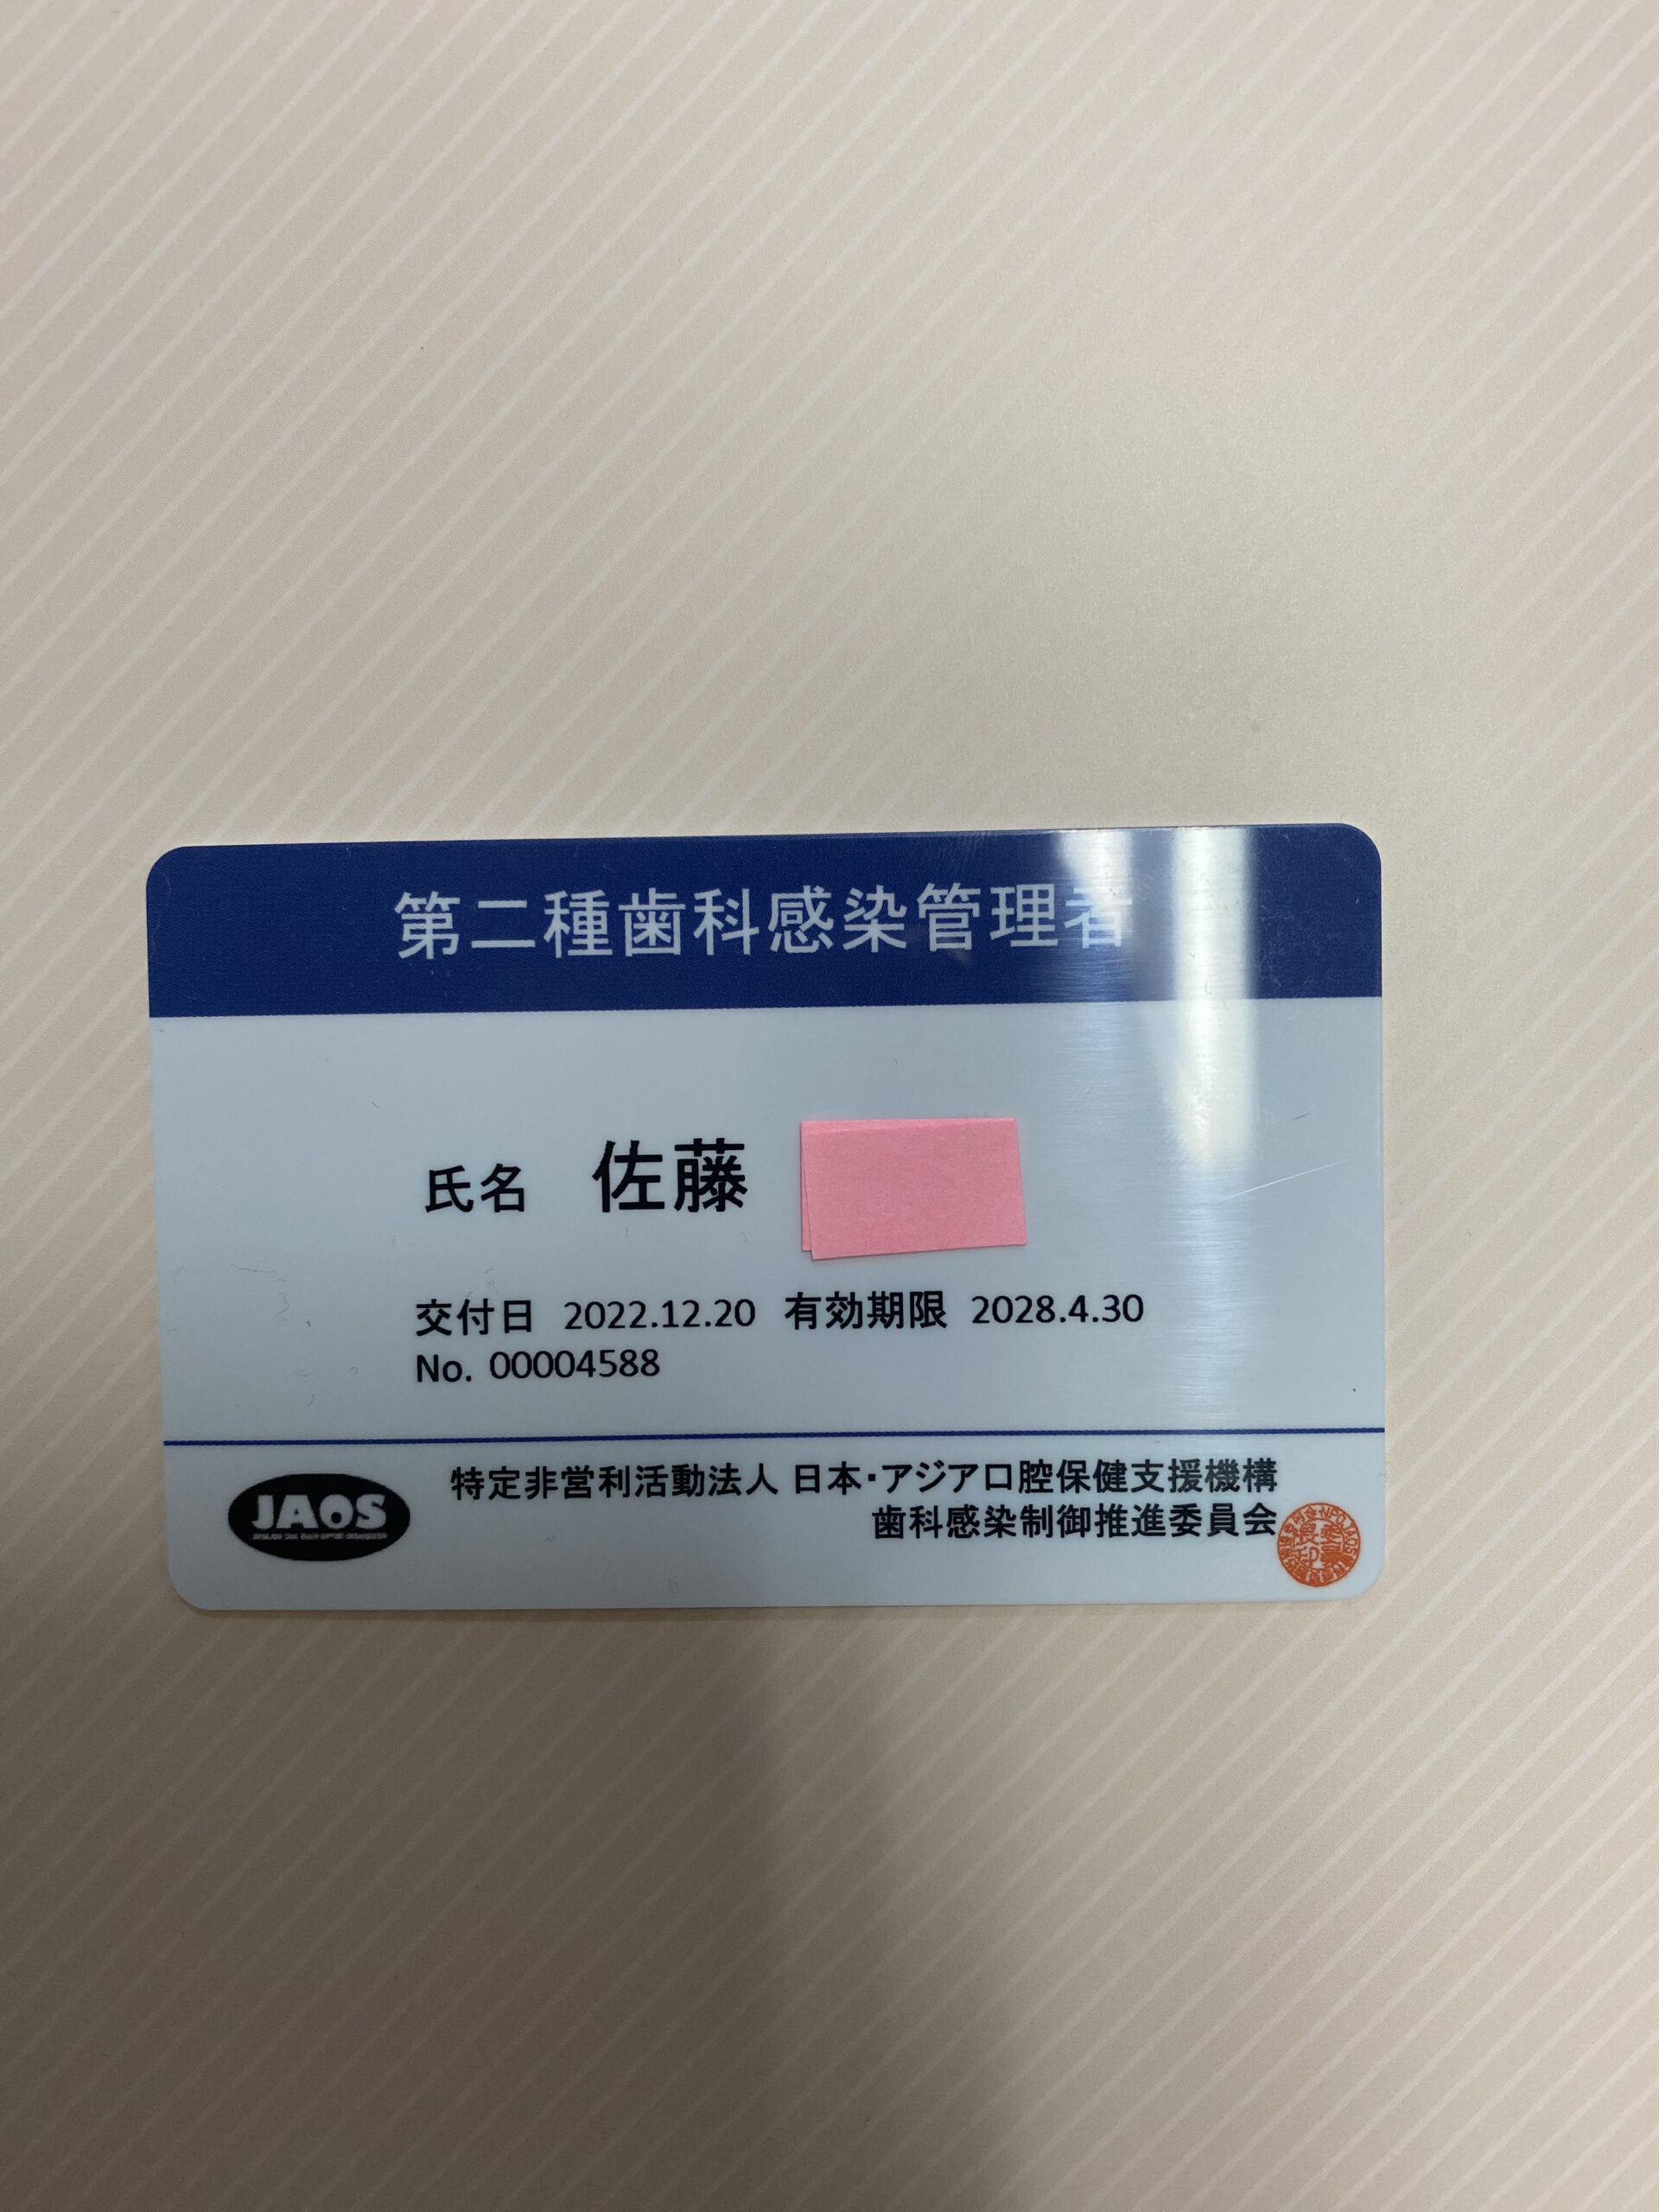 第二種歯科感染管理者
氏名 佐藤
交付日 2022.12.20 有効期限 2028.4.30
No. 00004588
JAOS
特定非営利活動法人 日本・アジア口腔保健支援機構
歯科感染制御推進委員会